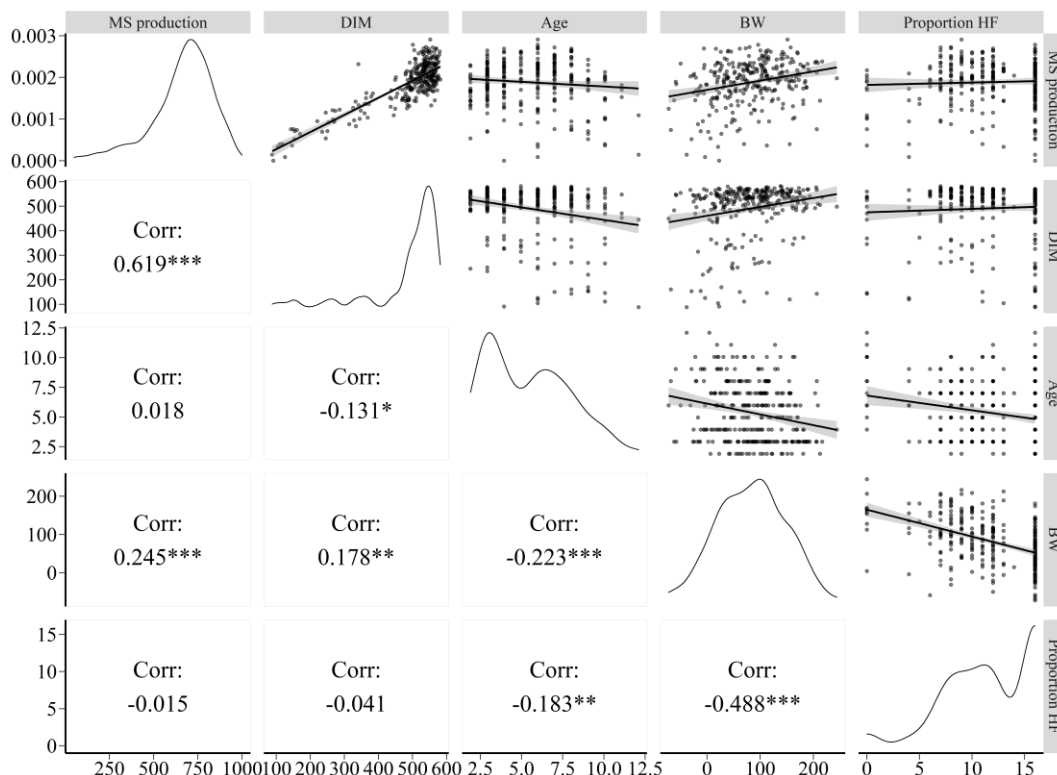 MS production DIM Age BW Proportion HF
0.003
0.002
0.001
0.000
MS production
600
500
400
300
200
100
Corr:
0.619***
DIM
12.5
10.0
7.5
5.0
2.5
Corr:
0.018
Corr:
-0.131*
Age
200
100
0
Corr:
0.245***
Corr:
0.178**
Corr:
-0.223***
BW
15
10
5
0
Corr:
-0.015
Corr:
-0.041
Corr:
-0.183**
Corr:
-0.488***
Proportion HF
250 500 750 1000 100 200 300 400 500 600 2.5 5.0 7.5 10.0 12.5 0 100 200 0 5 10 15